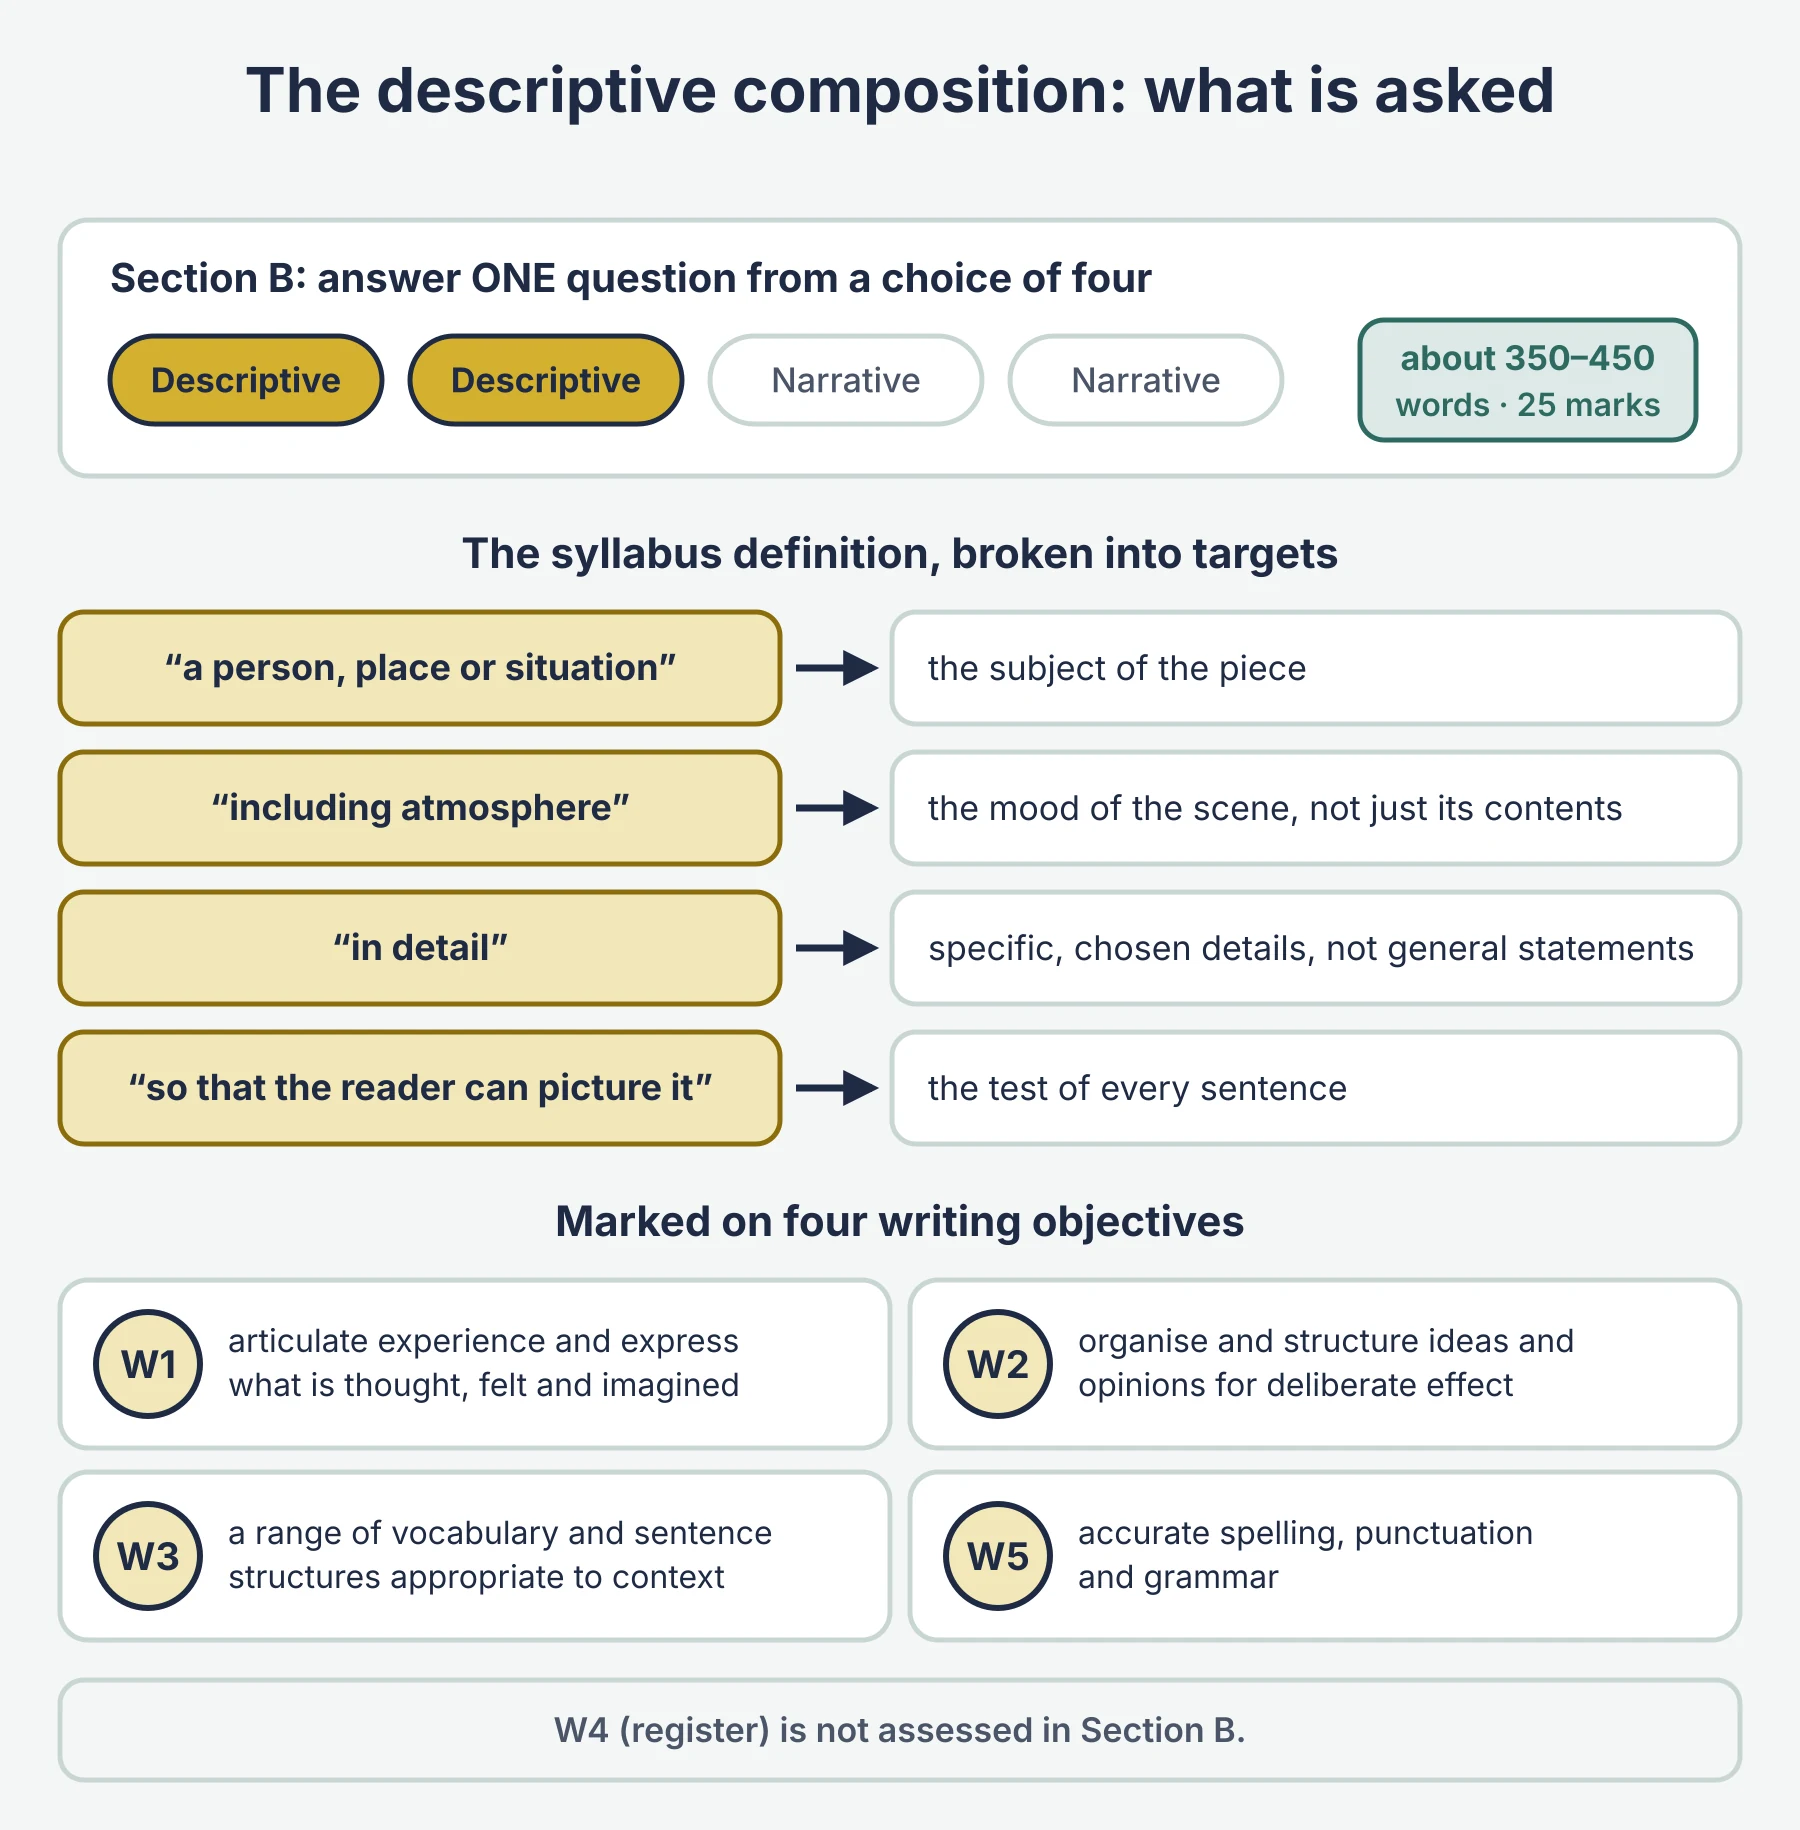 The descriptive composition: what is asked
Section B: answer ONE question from a choice of four
Descriptive
Descriptive
Narrative
Narrative
about 350–450
words · 25 marks
The syllabus definition, broken into targets
“a person, place or situation”
the subject of the piece
“including atmosphere”
the mood of the scene, not just its contents
“in detail”
specific, chosen details, not general statements
“so that the reader can picture it”
the test of every sentence
Marked on four writing objectives
W1
articulate experience and express
what is thought, felt and imagined
W2
organise and structure ideas and
opinions for deliberate effect
W3
a range of vocabulary and sentence
structures appropriate to context
W5
accurate spelling, punctuation
and grammar
W4 (register) is not assessed in Section B.